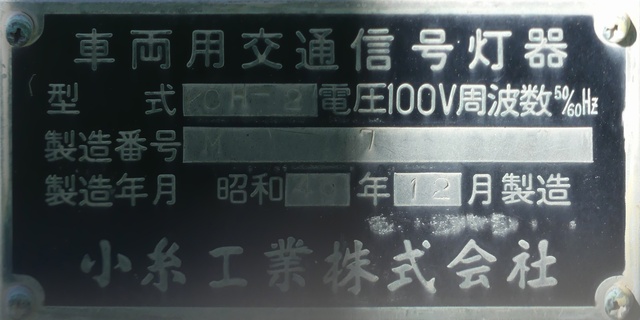 車両用交通信号灯器
型式 電圧100V周波数50/60Hz
製造番号 M 7
製造年月 昭和 年12月製造
小糸工業株式会社